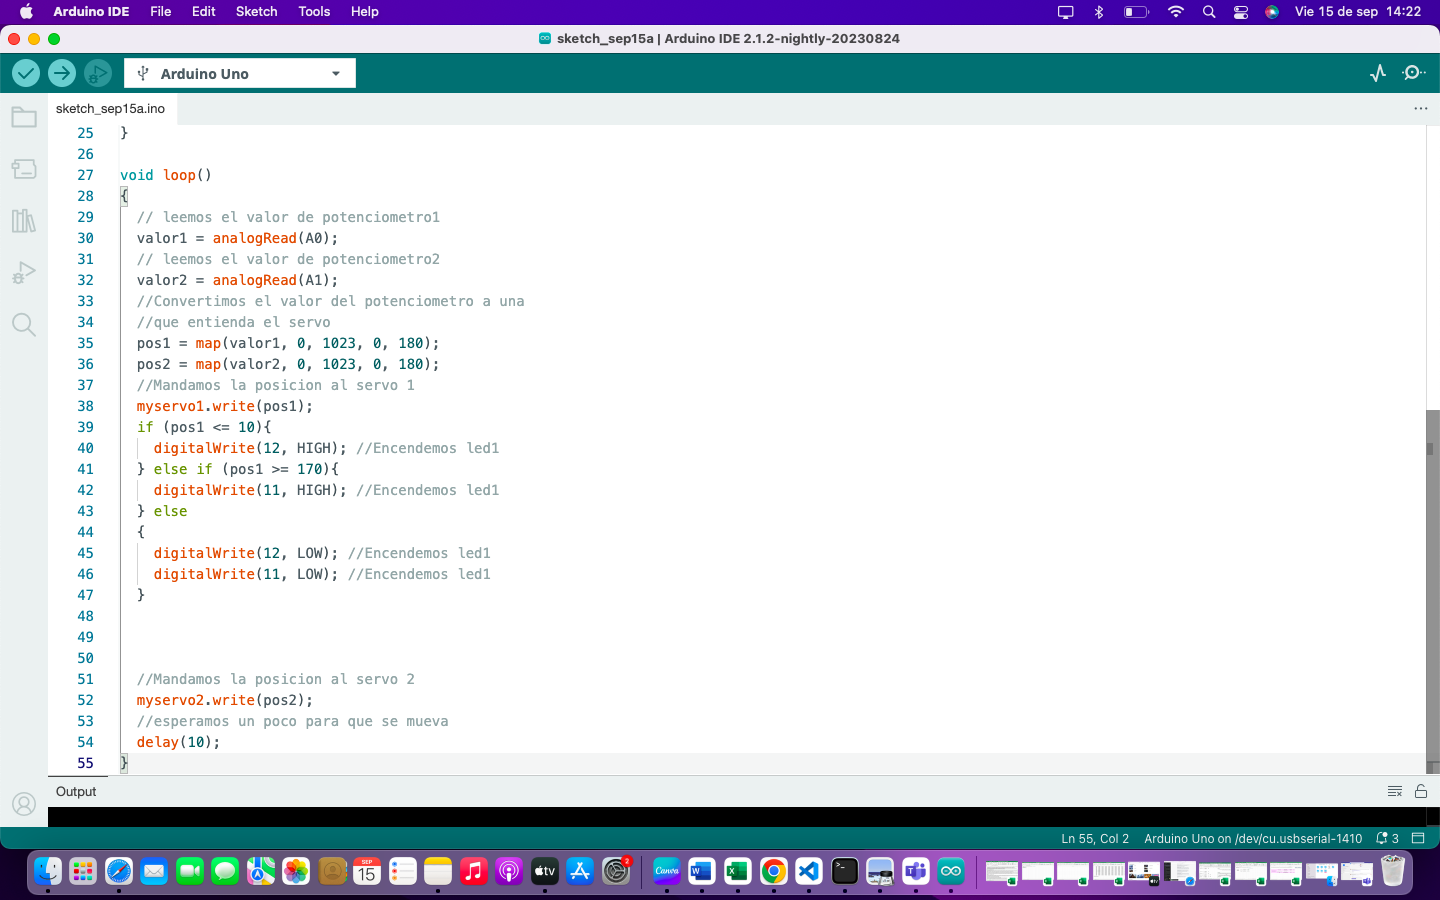 Arduino IDE File Edit Sketch Tools Help Vie 15 de sep 14:22
sketch_sep15a | Arduino IDE 2.1.2-nightly-20230824
Arduino Uno
sketch_sep15a.ino
25 }
26
27 void loop()
28 {
29 // leemos el valor de potenciometro1
30 valor1 = analogRead(A0);
31 // leemos el valor de potenciometro2
32 valor2 = analogRead(A1);
33 //Convertimos el valor del potenciometro a una
34 //que entienda el servo
35 pos1 = map(valor1, 0, 1023, 0, 180);
36 pos2 = map(valor2, 0, 1023, 0, 180);
37 //Mandamos la posicion al servo 1
38 myservo1.write(pos1);
39 if (pos1 <= 10){
40 digitalWrite(12, HIGH); //Encendemos led1
41 } else if (pos1 >= 170){
42 digitalWrite(11, HIGH); //Encendemos led1
43 } else
44 {
45 digitalWrite(12, LOW); //Encendemos led1
46 digitalWrite(11, LOW); //Encendemos led1
47 }
48
49
50
51 //Mandamos la posicion al servo 2
52 myservo2.write(pos2);
53 //esperamos un poco para que se mueva
54 delay(10);
55 }
Output
Ln 55, Col 2 Arduino Uno on /dev/cu.usbserial-1410 3
SEP
15
tv
2
Canva
W
X